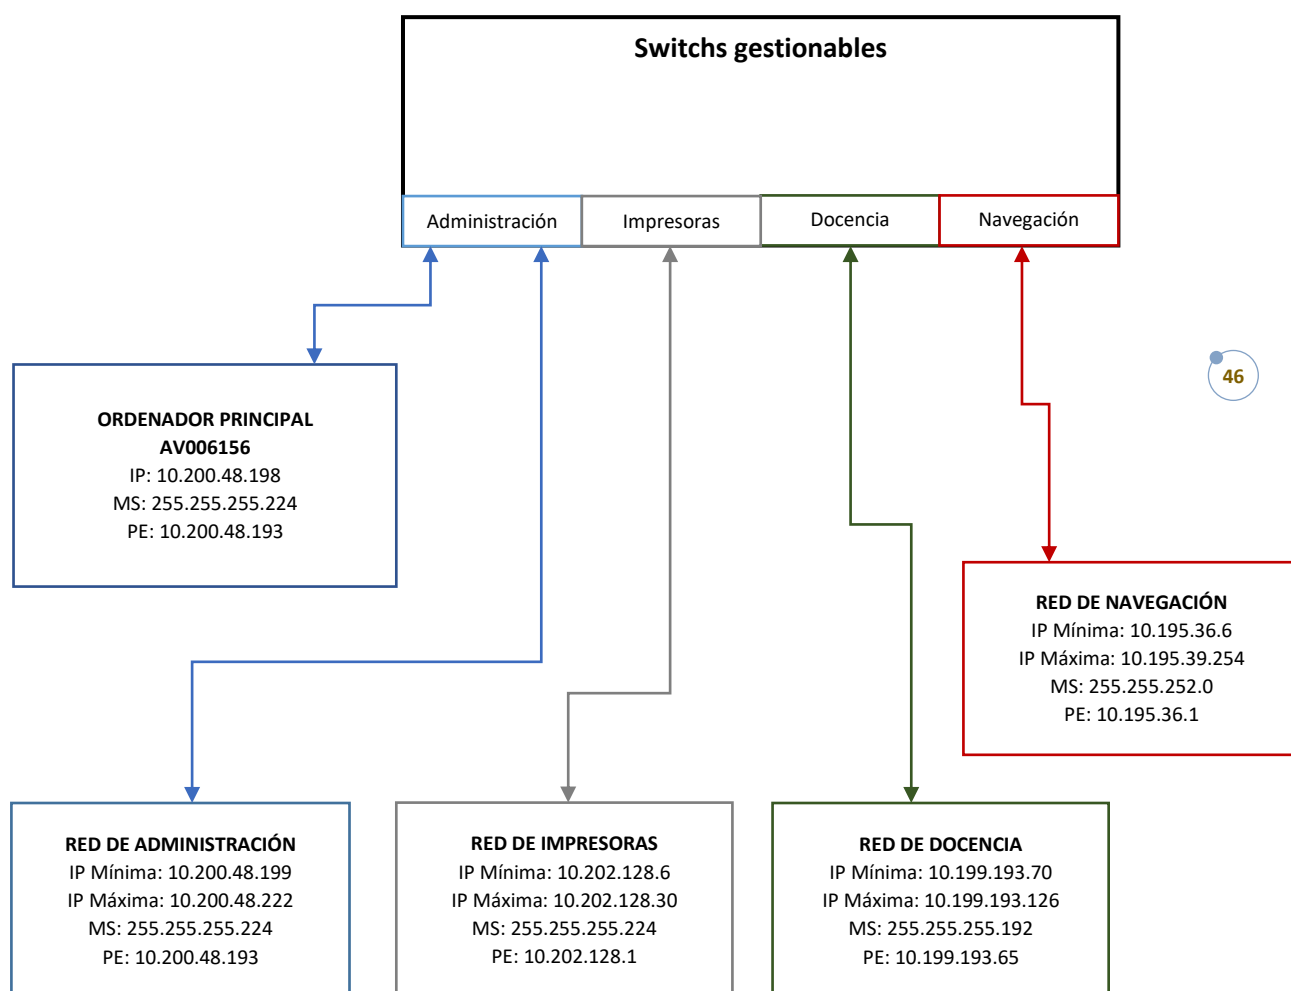 Switchs gestionables
Administración
Impresoras
Docencia
Navegación
46
ORDENADOR PRINCIPAL
AV006156
IP: 10.200.48.198
MS: 255.255.255.224
PE: 10.200.48.193
RED DE NAVEGACIÓN
IP Mínima: 10.195.36.6
IP Máxima: 10.195.39.254
MS: 255.255.252.0
PE: 10.195.36.1
RED DE ADMINISTRACIÓN
IP Mínima: 10.200.48.199
IP Máxima: 10.200.48.222
MS: 255.255.255.224
PE: 10.200.48.193
RED DE IMPRESORAS
IP Mínima: 10.202.128.6
IP Máxima: 10.202.128.30
MS: 255.255.255.224
PE: 10.202.128.1
RED DE DOCENCIA
IP Mínima: 10.199.193.70
IP Máxima: 10.199.193.126
MS: 255.255.255.192
PE: 10.199.193.65